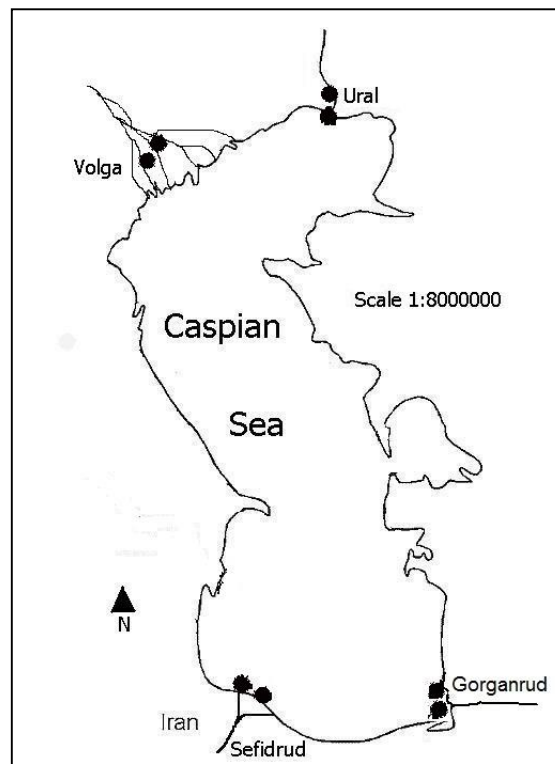 Ural
Volga
Scale 1:8000000
Caspian
Sea
N
Gorganrud
Iran
Sefidrud